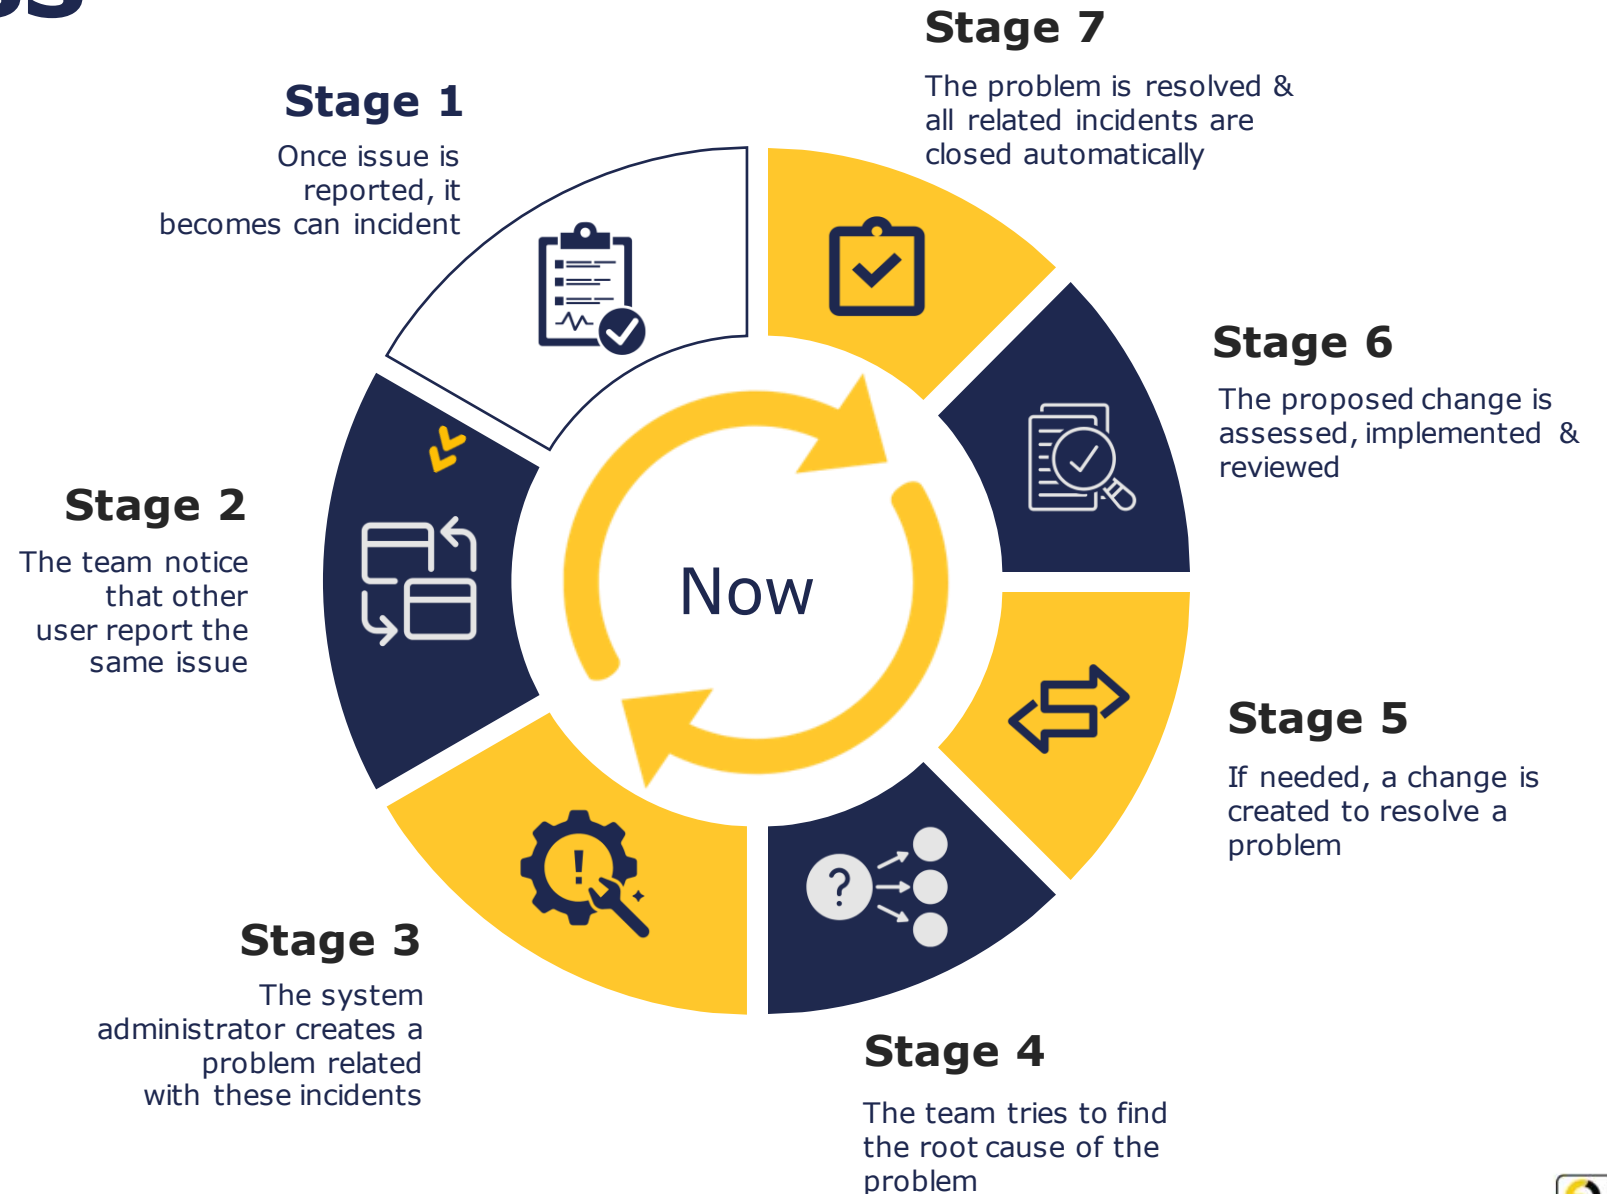 Stage 1
Once issue is
reported, it
becomes can incident
Stage 2
The team notice
that other
user report the
same issue
Stage 3
The system
administrator creates a
problem related
with these incidents
Stage 4
The team tries to find
the root cause of the
problem
Stage 5
If needed, a change is
created to resolve a
problem
Stage 6
The proposed change is
assessed, implemented &
reviewed
Stage 7
The problem is resolved &
all related incidents are
closed automatically
Now
!
?